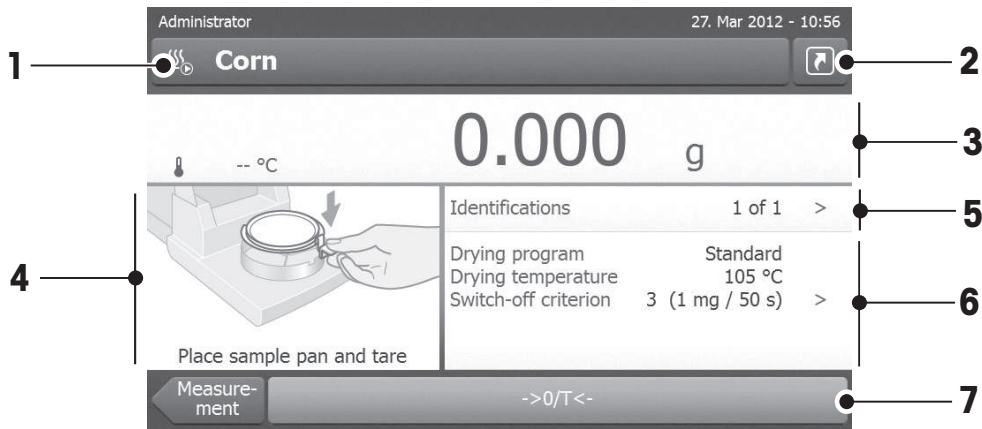 Administrator 27. Mar 2012 - 10:56
1 Corn 2
0.000 g 3
-- °C
4
Identifications 1 of 1 > 5
Drying program Standard
Drying temperature 105 °C
Switch-off criterion 3 (1 mg / 50 s) > 6
Place sample pan and tare
Measure-
ment
->0/T<- 7